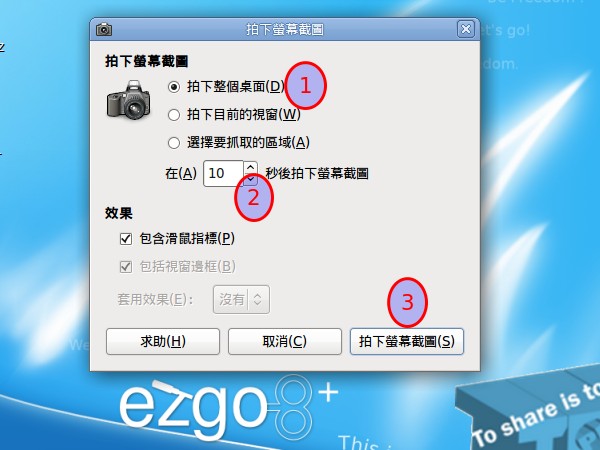 Be Freedom !
let's go!
dom.
z
拍下螢幕截圖
拍下螢幕截圖
拍下整個桌面(D)
1
拍下目前的視窗(W)
選擇要抓取的區域(A)
在(A) 10 秒後拍下螢幕截圖
2
效果
包含滑鼠指標(P)
包括視窗邊框(B)
套用效果(E): 沒有
3
求助(H) 取消(C) 拍下螢幕截圖(S)
We
ezgo8+
To share is to
This i